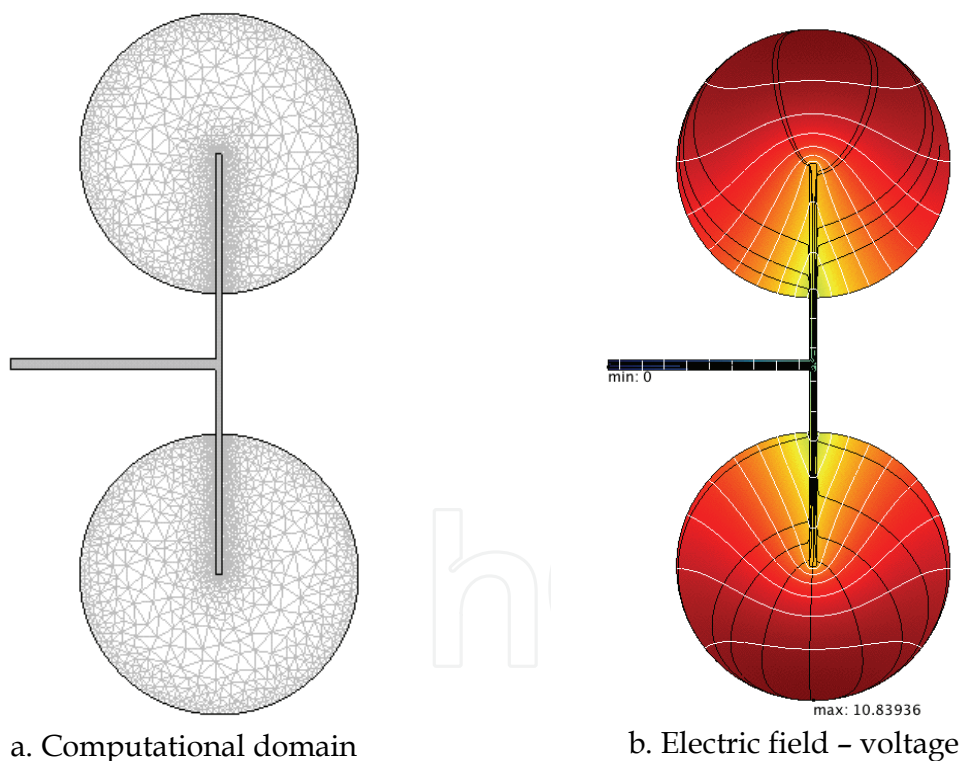 min: 0
max: 10.83936
a. Computational domain
b. Electric field – voltage